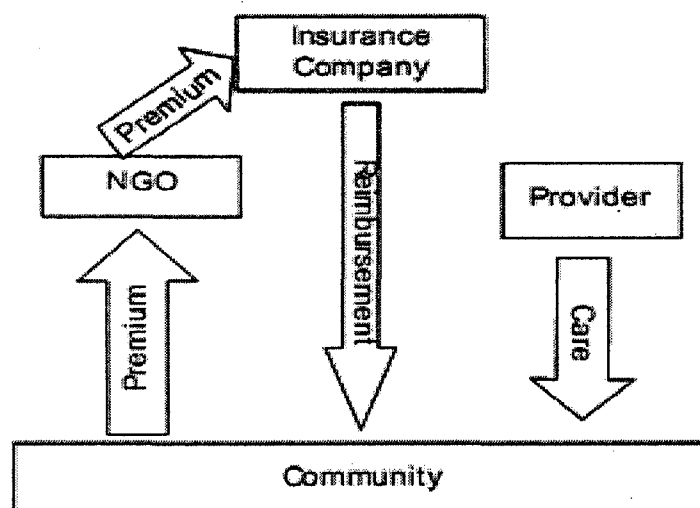 Insurance
Company
Premium
NGO
Reimbursement
Provider
Premium
Care
Community